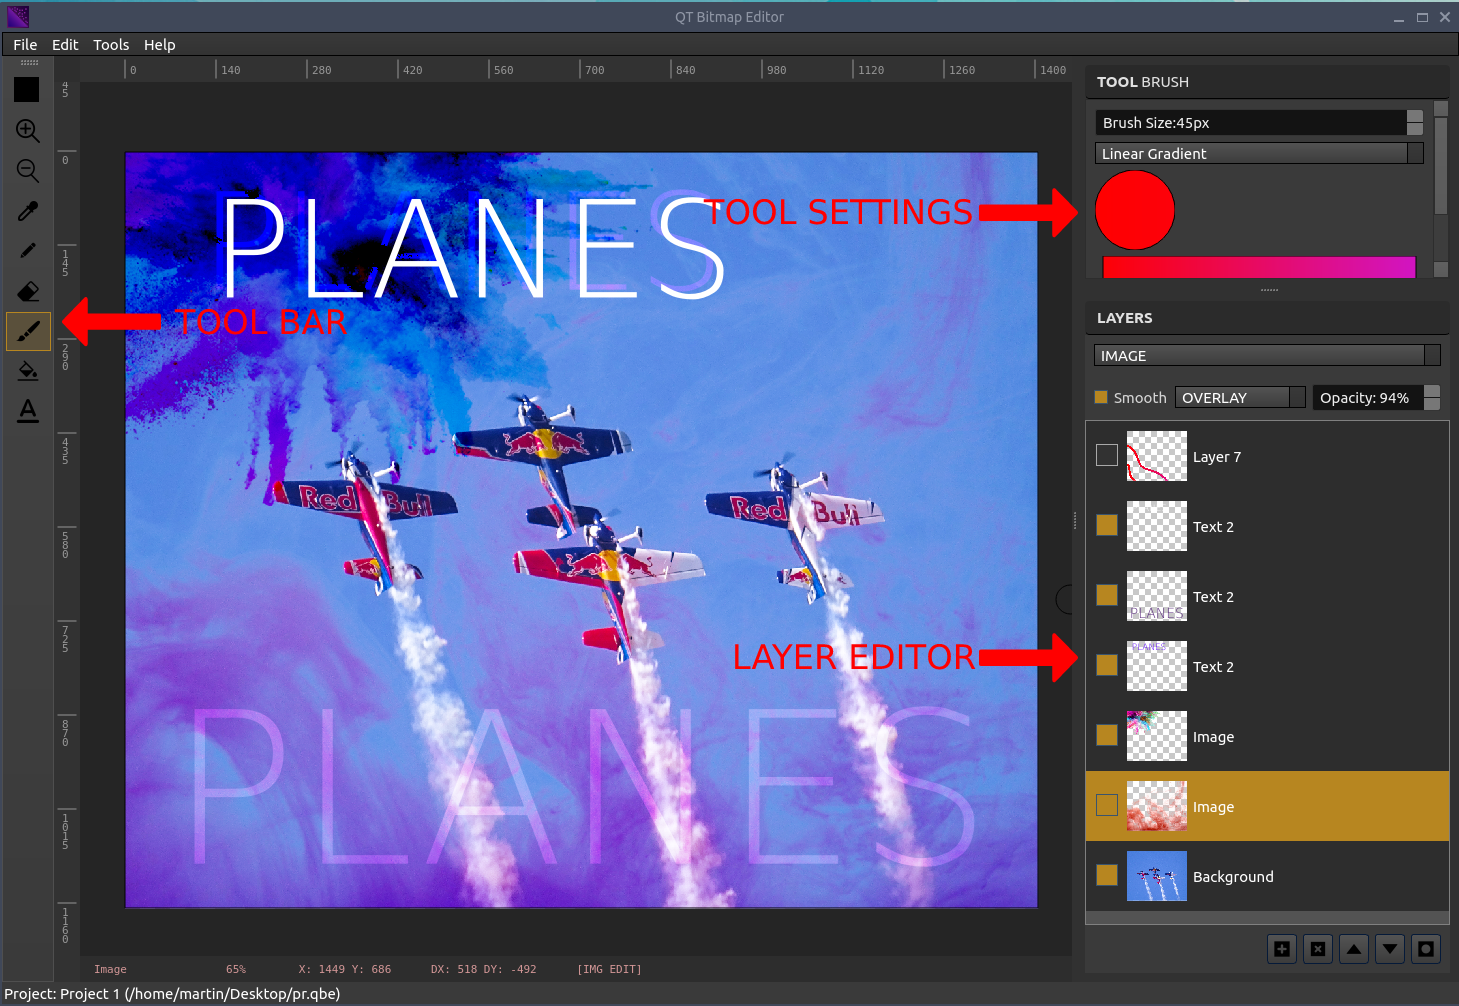 QT Bitmap Editor
File Edit Tools Help
0 140 280 420 560 700 840 980 1120 1260 1400
45
0
145
290
435
580
725
870
1015
1160
A
PLANES
TOOL SETTINGS
TOOL BAR
Red Bull
Red Bull
LAYER EDITOR
PLANES
TOOL BRUSH
Brush Size:45px
Linear Gradient
LAYERS
IMAGE
Smooth OVERLAY Opacity: 94%
Layer 7
Text 2
PLANES Text 2
PLANES Text 2
Image
Image
Background
Image 65% X: 1449 Y: 686 DX: 518 DY: -492 [IMG EDIT]
Project: Project 1 (/home/martin/Desktop/pr.qbe)